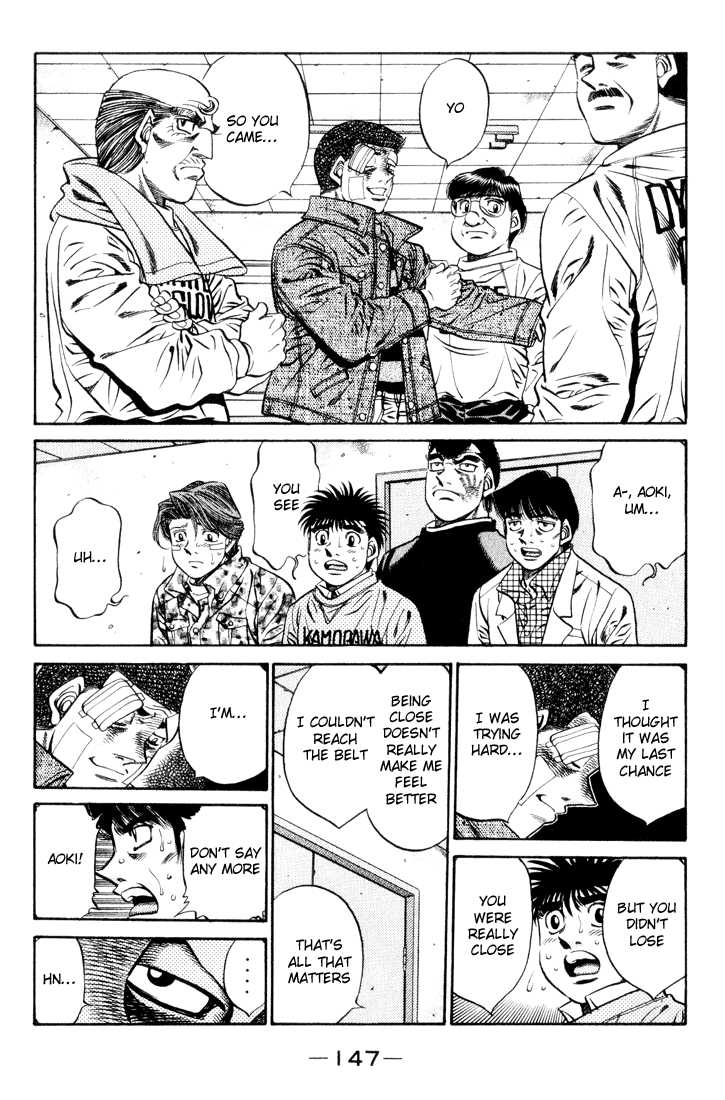 YO
SO YOU
CAME...
DY
GLOV
A-, AOKI,
UM...
YOU
SEE
UH...
KAMOGAWA
I
THOUGHT
IT WAS
MY LAST
CHANCE
I WAS
TRYING
HARD...
BUT YOU
DIDN'T
LOSE
YOU
WERE
REALLY
CLOSE
BEING
CLOSE
DOESN'T
REALLY
MAKE ME
FEEL
BETTER
I COULDN'T
REACH
THE BELT
THAT'S
ALL THAT
MATTERS
I'M...
DON'T SAY
ANY MORE
AOKI!
....
HN...
—147—